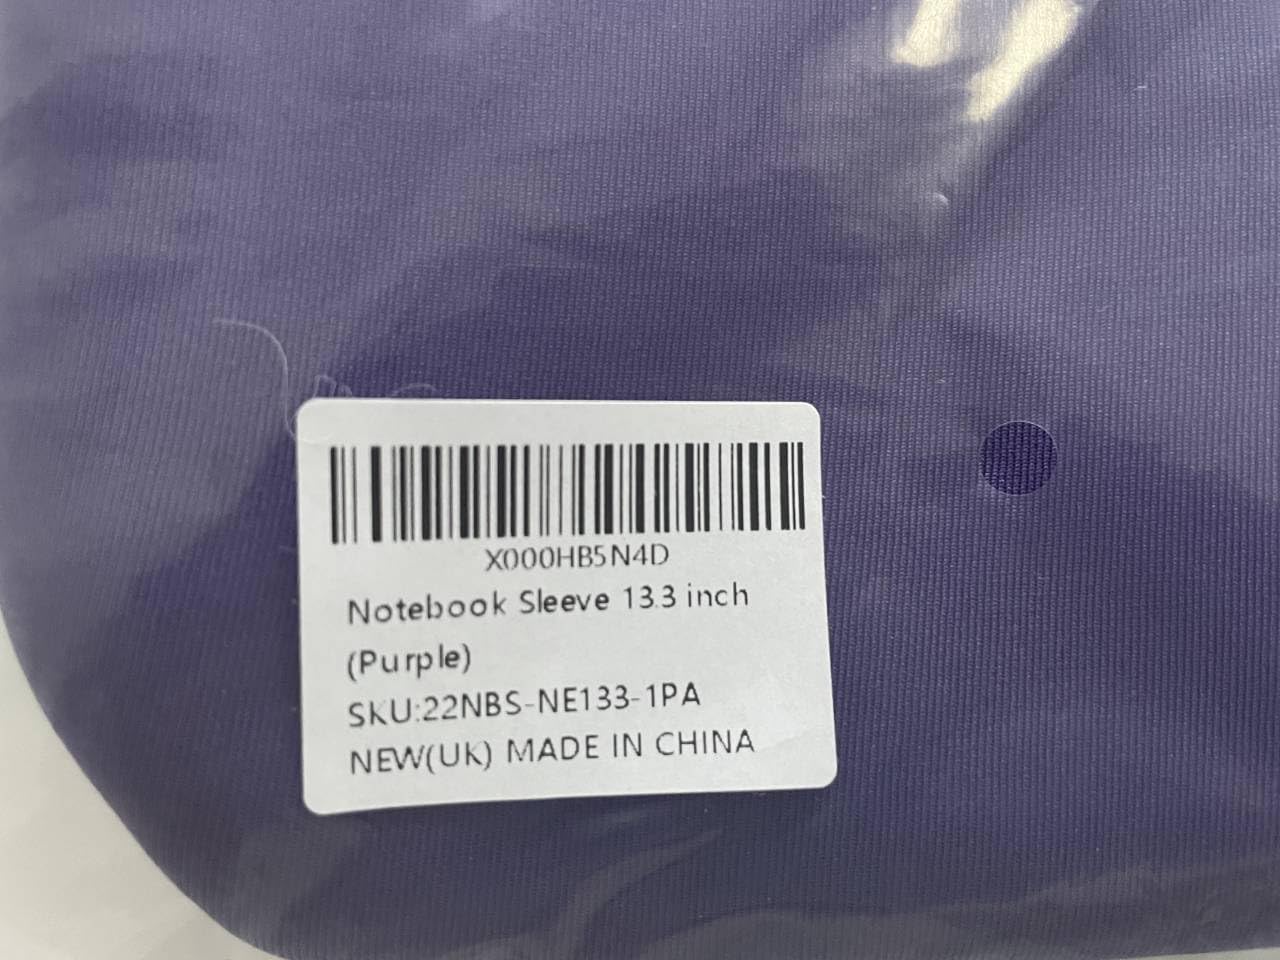 X000HB5N4D
Notebook Sleeve 13.3 inch
(Purple)
SKU:22NBS-NE133-1PA
NEW(UK) MADE IN CHINA